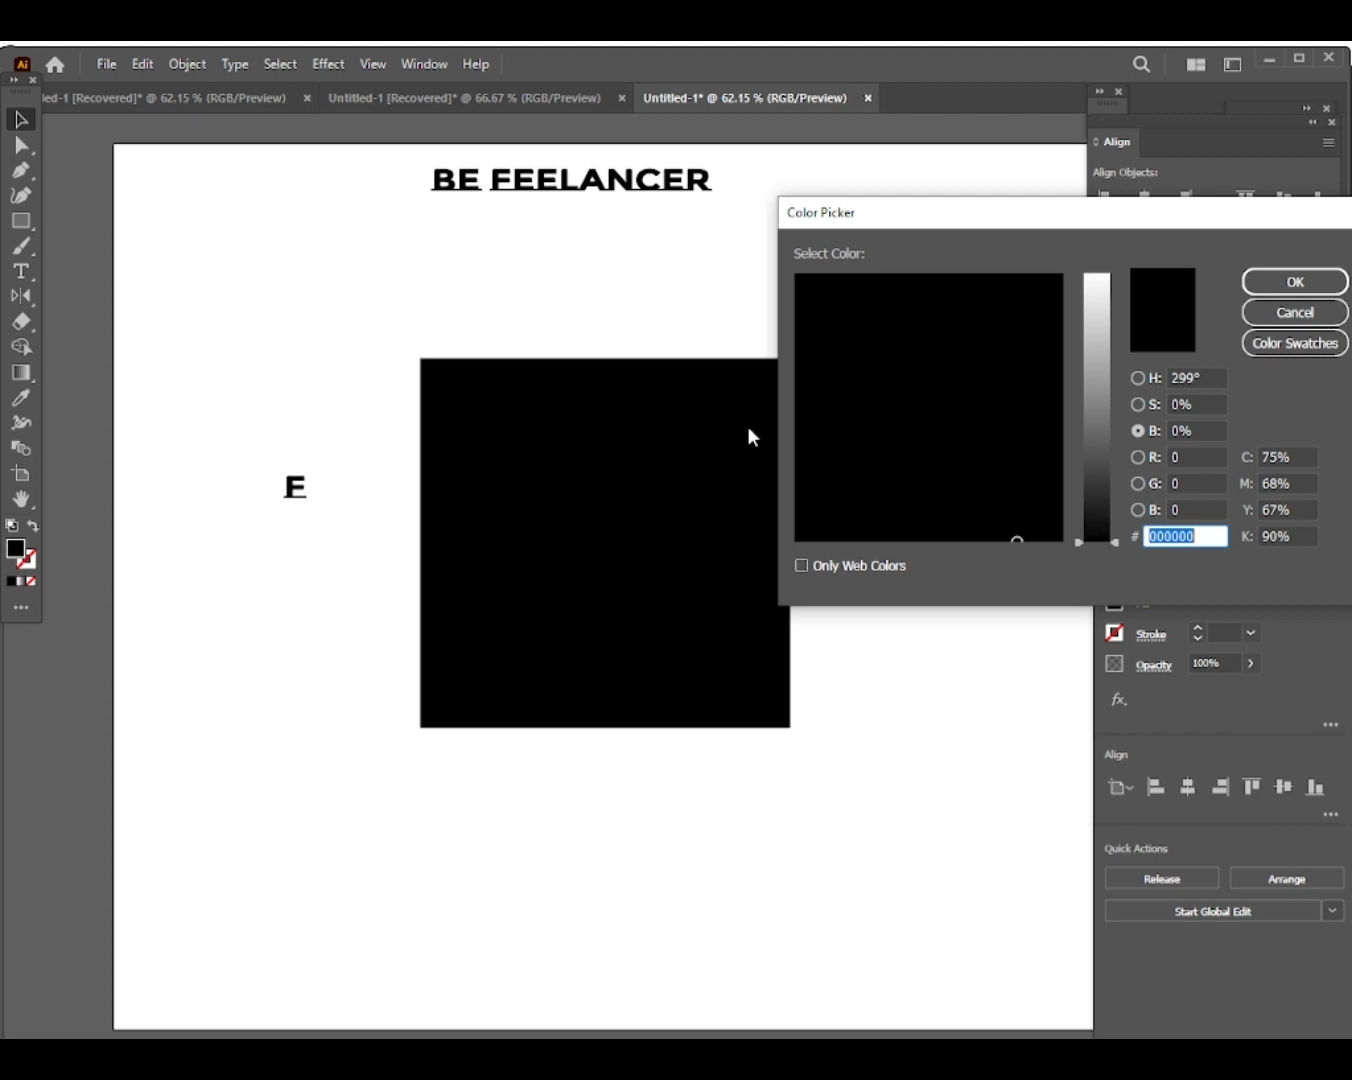 Ai File Edit Object Type Select Effect View Window Help
ed-1 [Recovered]* @ 62.15 % (RGB/Preview) × Untitled-1 [Recovered]* @ 66.67 % (RGB/Preview) × Untitled-1* @ 62.15 % (RGB/Preview) ×
Align
Align Objects:
BE FEELANCER
Color Picker
Select Color:
OK
Cancel
Color Swatches
H: 299°
S: 0%
B: 0%
R: 0 C: 75%
G: 0 M: 68%
B: 0 Y: 67%
# 000000 K: 90%
Only Web Colors
E
T
Stroke
Opacity 100%
fx.
Align
Quick Actions
Release Arrange
Start Global Edit